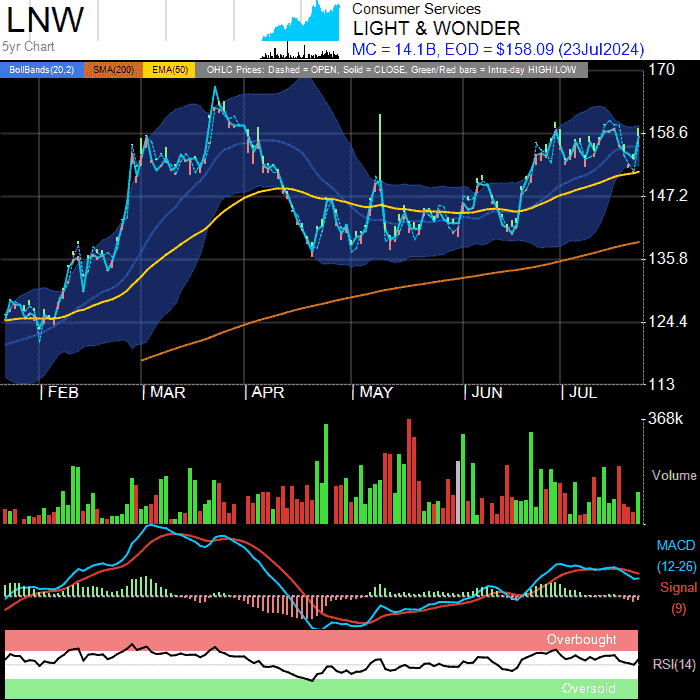 LNW
5yr Chart
Consumer Services
LIGHT & WONDER
MC = 14.1B, EOD = $158.09 (23Jul2024)
BollBands(20,2) SMA(200) EMA(50) OHLC Prices: Dashed = OPEN, Solid = CLOSE, Green/Red bars = Intra-day HIGH/LOW
170
158.6
147.2
135.8
124.4
113
FEB MAR APR MAY JUN JUL
368k
Volume
MACD
(12-26)
Signal
(9)
Overbought
RSI(14)
Oversold